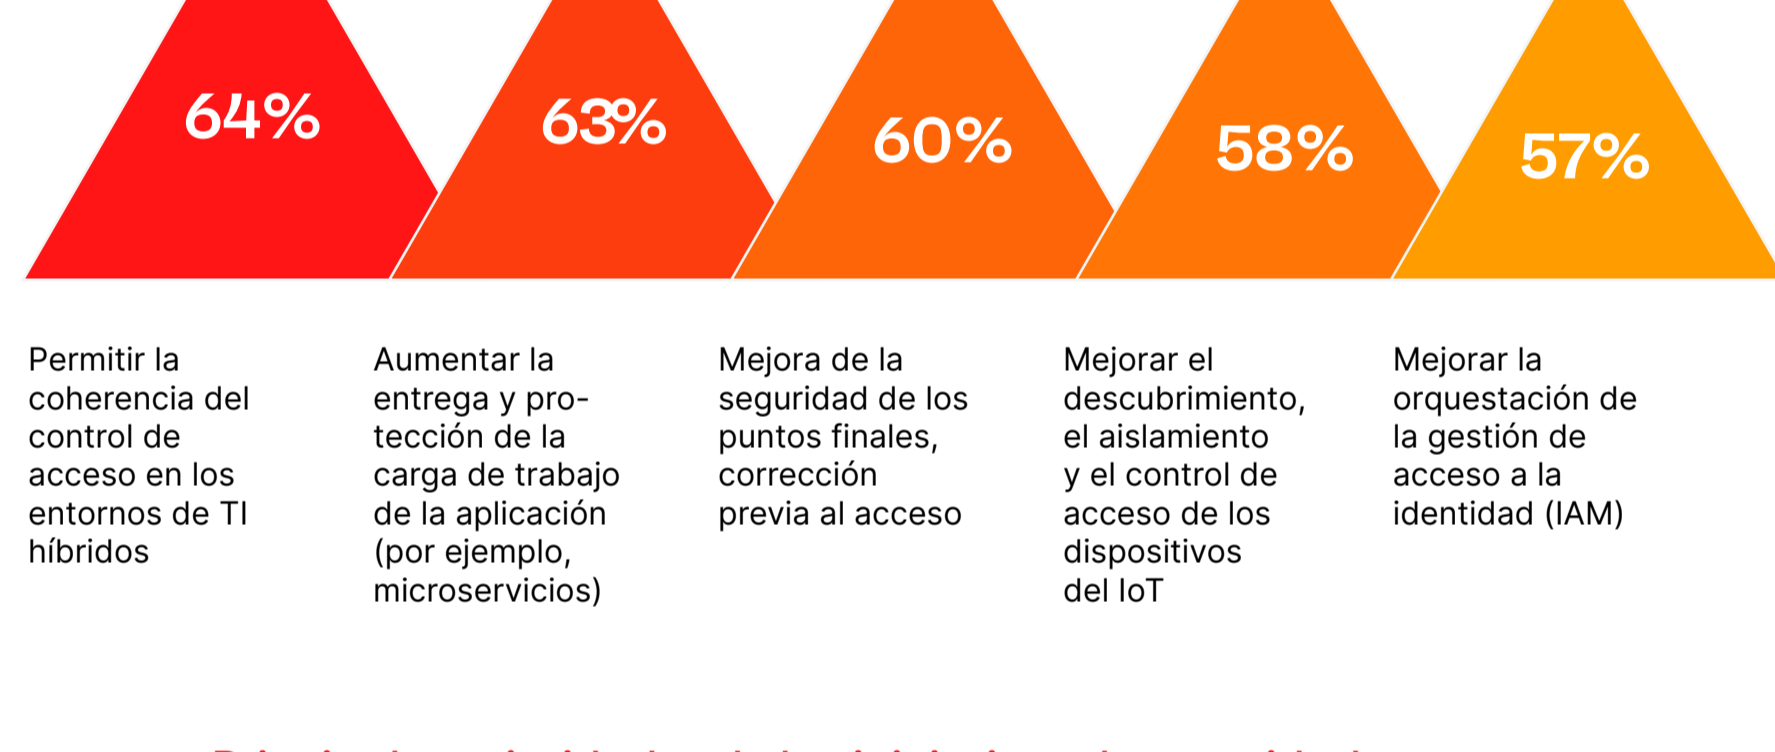 64%
63%
60%
58%
57%
Permitir la
coherencia del
control de
acceso en los
entornos de TI
híbridos
Aumentar la
entrega y pro-
tección de la
carga de trabajo
de la aplicación
(por ejemplo,
microservicios)
Mejora de la
seguridad de los
puntos finales,
corrección
previa al acceso
Mejorar el
descubrimiento,
el aislamiento
y el control de
acceso de los
dispositivos
del IoT
Mejorar la
orquestación de
la gestión de
acceso a la
identidad (IAM)